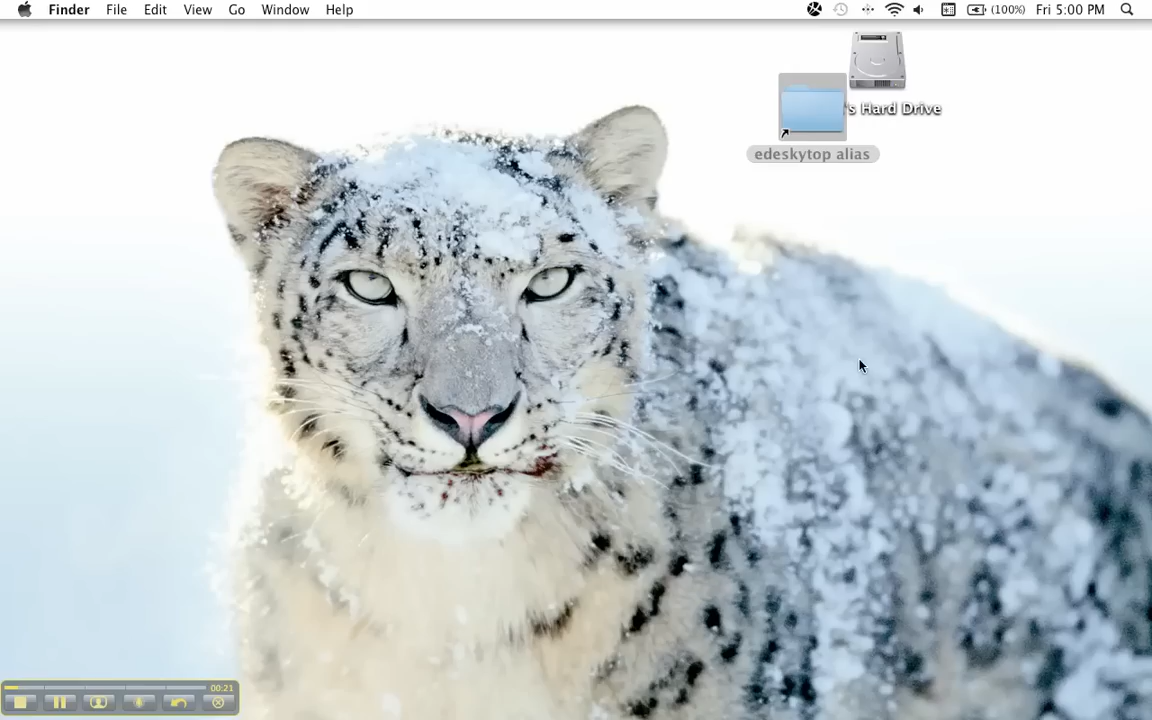 Finder File Edit View Go Window Help (100%) Fri 5:00 PM
's Hard Drive
edeskytop alias
00:21